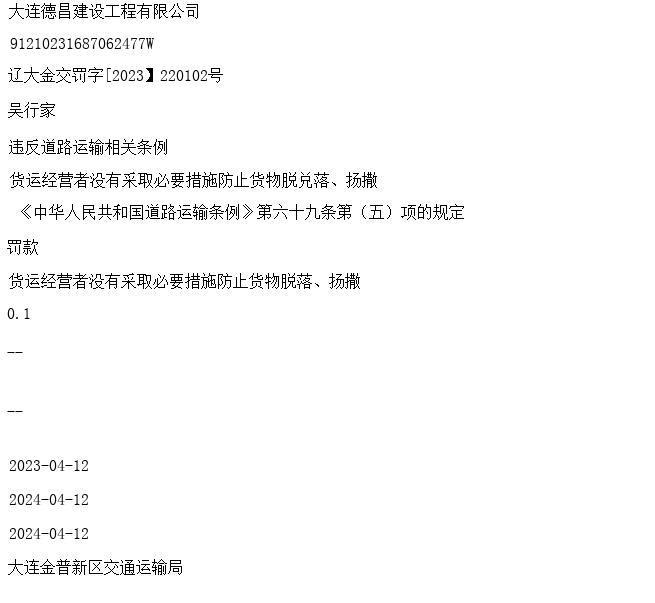 大连德昌建设工程有限公司
91210231687062477W
辽大金交罚字[2023】220102号
吴行家
违反道路运输相关条例
货运经营者没有采取必要措施防止货物脱兑落、扬撒
《中华人民共和国道路运输条例》第六十九条第（五）项的规定
罚款
货运经营者没有采取必要措施防止货物脱落、扬撒
0.1
--
--
2023-04-12
2024-04-12
2024-04-12
大连金普新区交通运输局